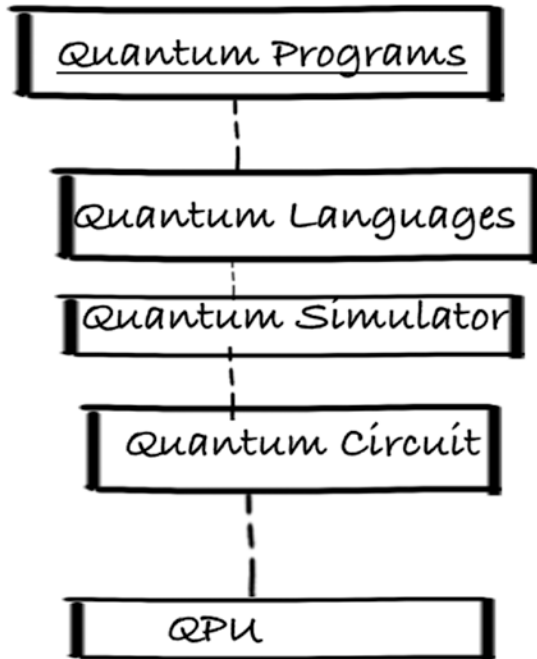 Quantum Programs
Quantum Languages
Quantum Simulator
Quantum Circuit
QPU